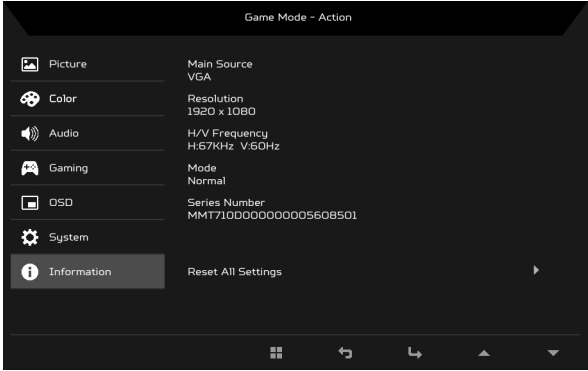 Game Mode - Action
Picture
Color
Audio
Gaming
OSD
System
Information
Main Source
VGA
Resolution
1920 x 1080
H/V Frequency
H:67KHz V:60Hz
Mode
Normal
Series Number
MMT710D000000005608501
Reset All Settings